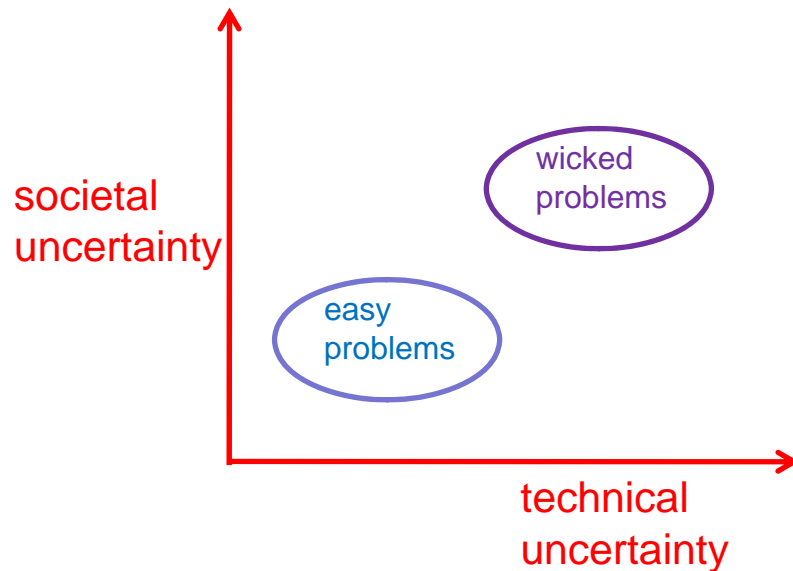 wicked
problems
societal
uncertainty
easy
problems
technical
uncertainty